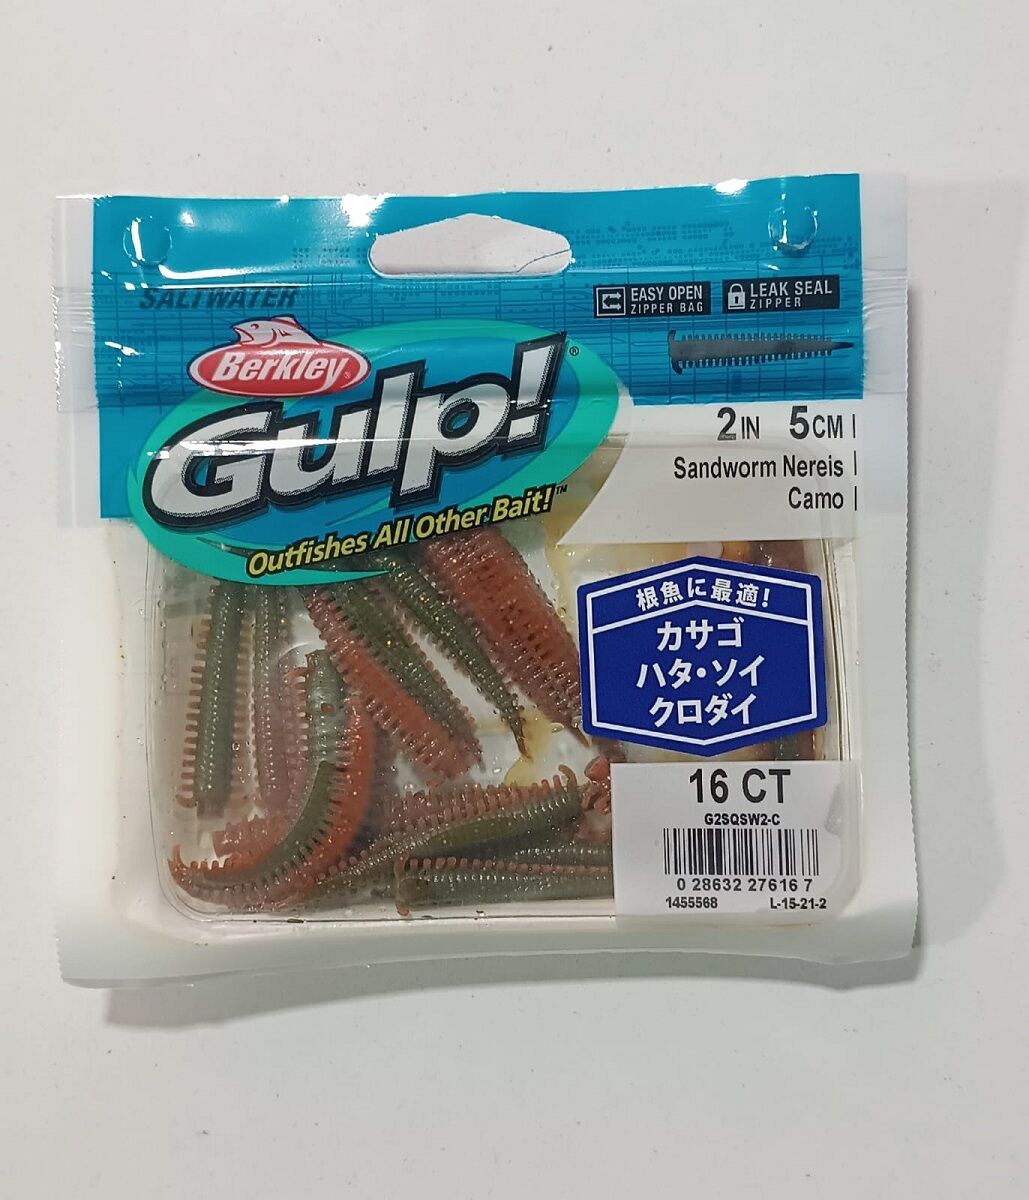 SALTWATER
EASY OPEN
ZIPPER BAG
LEAK SEAL
ZIPPER
Berkley®
Gulp!®
Outfishes All Other Bait!™
2IN 5CM
Sandworm Nereis
Camo
根魚に最適!
カサゴ
ハタ・ソイ
クロダイ
16 CT
G2SQSW2-C
0 28632 27616 7
1455568 L-15-21-2